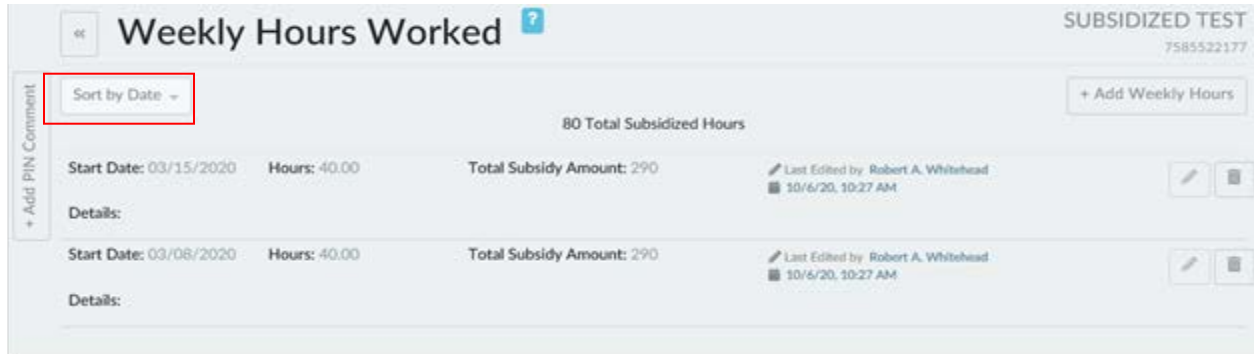 «
Weekly Hours Worked ?
SUBSIDIZED TEST
7585522177
+ Add PIN Comment
Sort by Date
+ Add Weekly Hours
80 Total Subsidized Hours
Start Date: 03/15/2020 Hours: 40.00 Total Subsidy Amount: 290 Last Edited by Robert A. Whitehead
10/6/20, 10:27 AM
Details:
Start Date: 03/08/2020 Hours: 40.00 Total Subsidy Amount: 290 Last Edited by Robert A. Whitehead
10/6/20, 10:27 AM
Details: